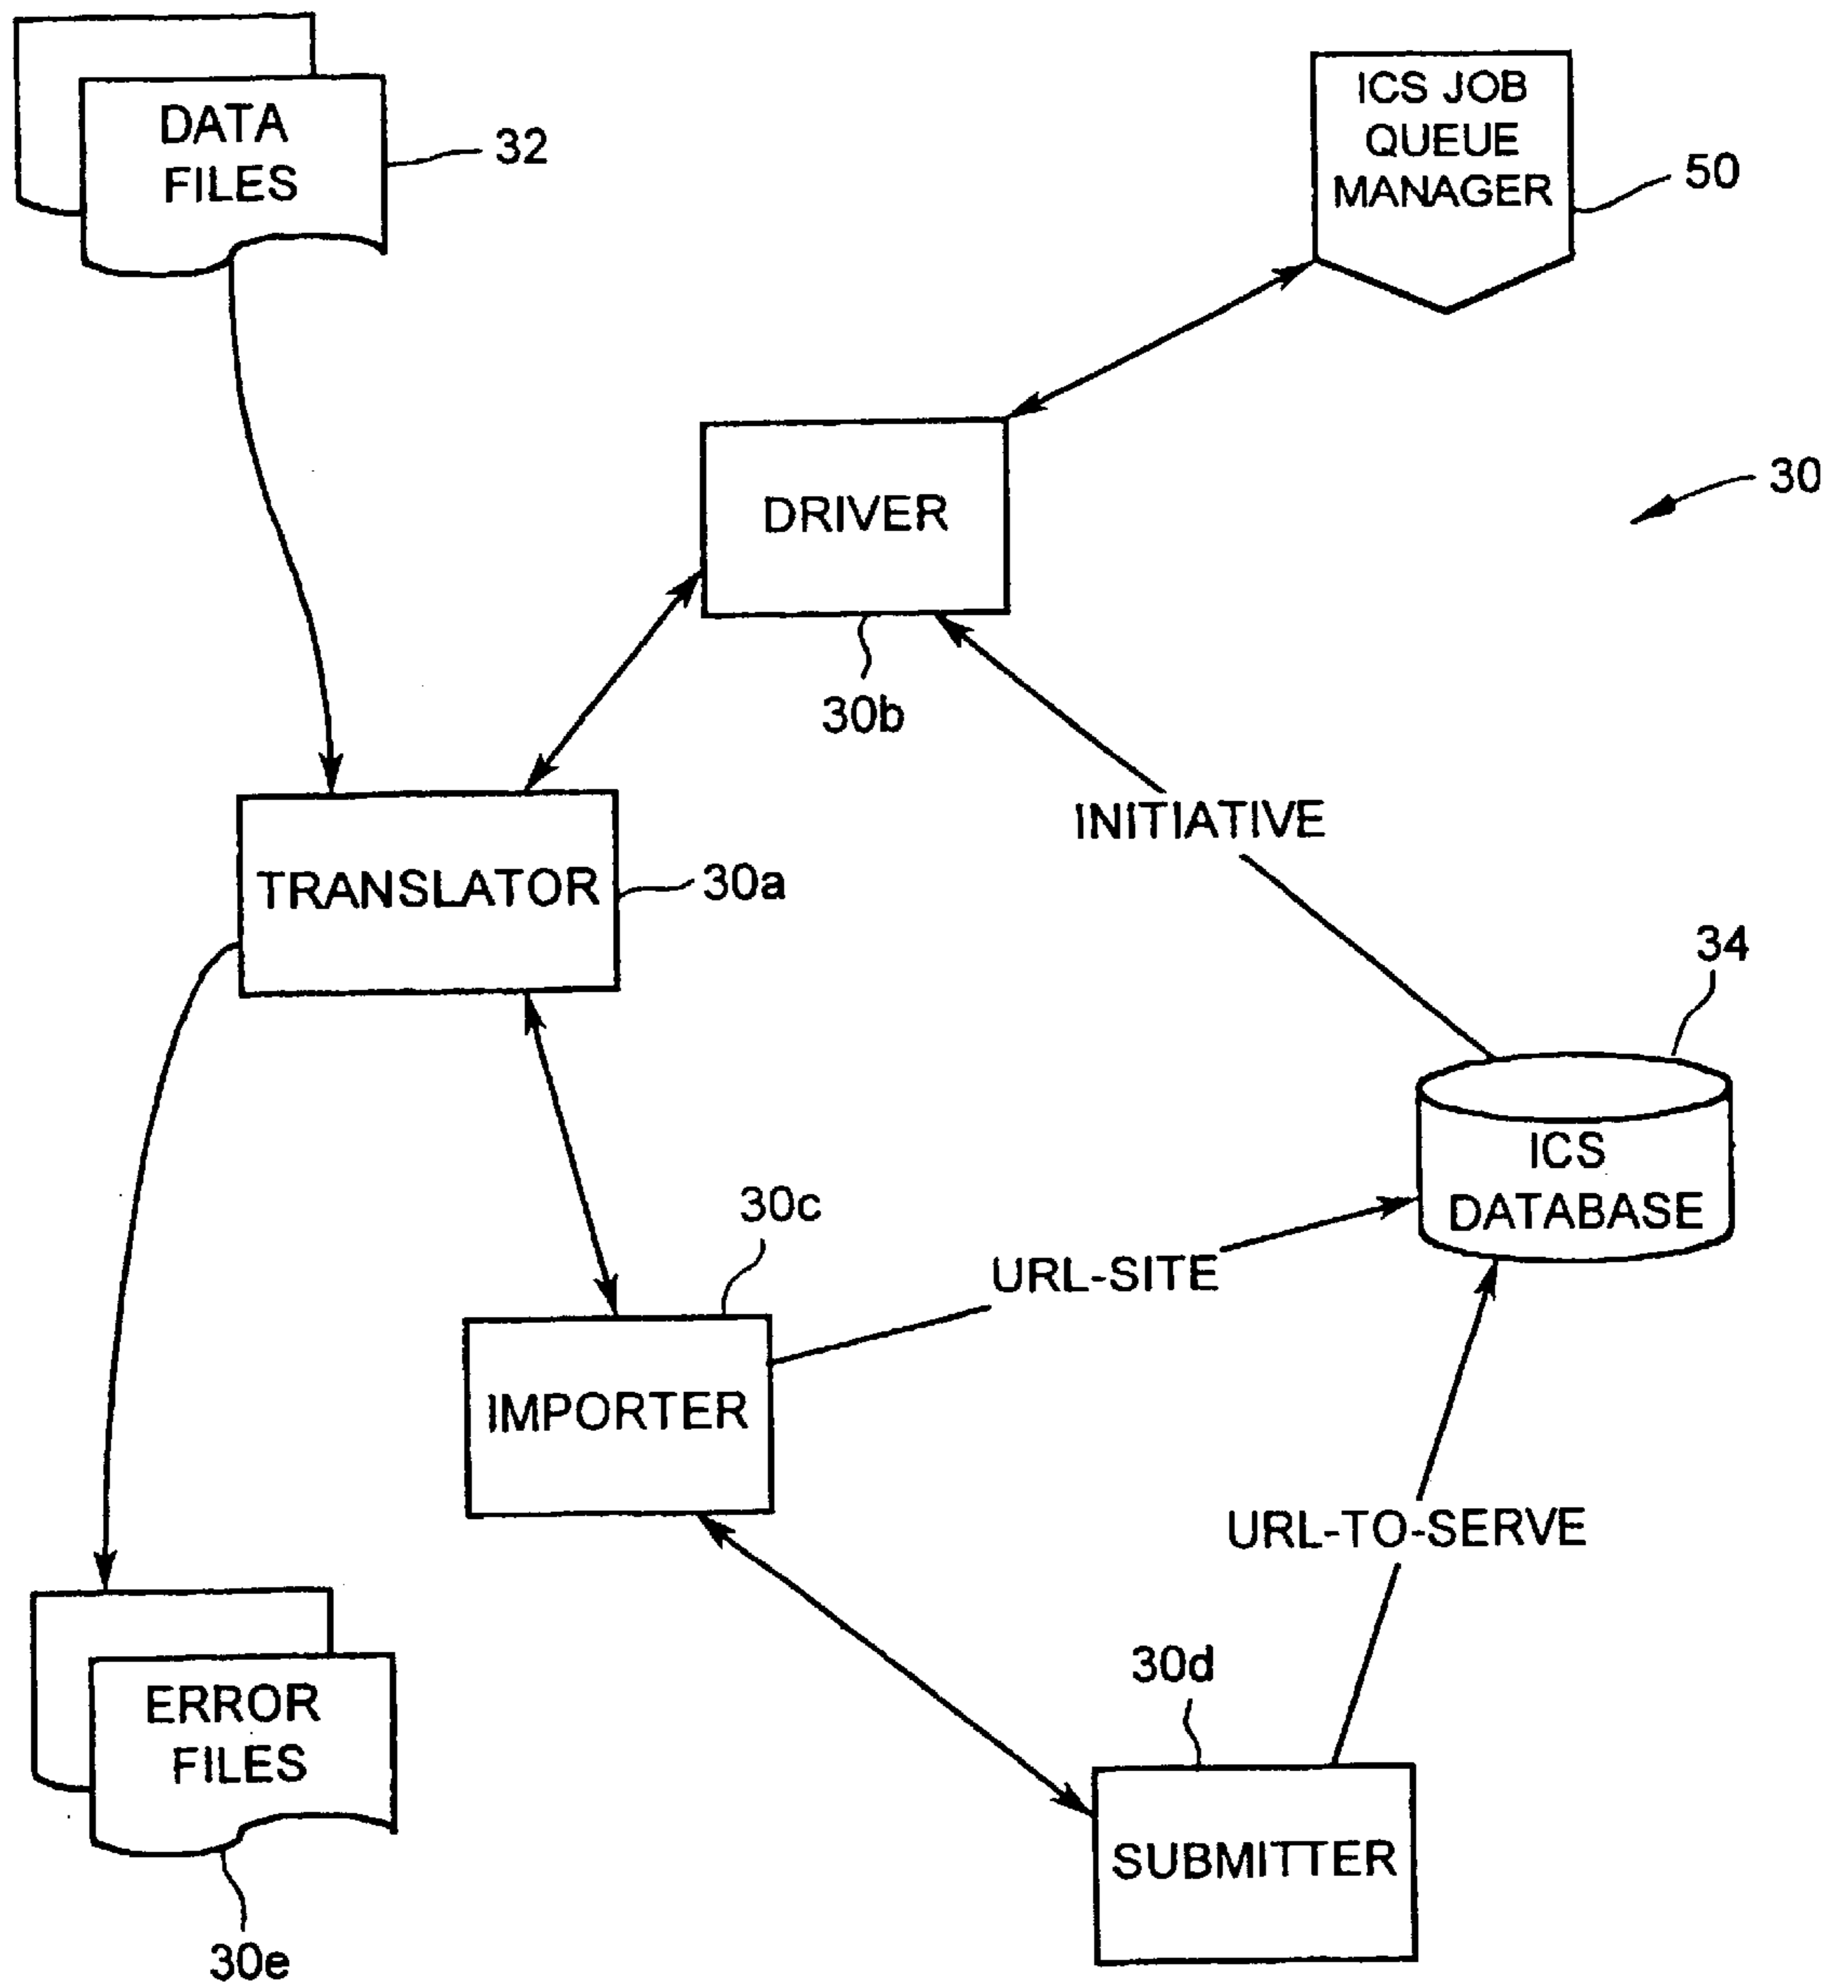 DATA
FILES
32
ICS JOB
QUEUE
MANAGER
50
DRIVER
30
30b
INITIATIVE
TRANSLATOR
30a
34
ICS
DATABASE
30c
URL-SITE
IMPORTER
URL-TO-SERVE
30d
ERROR
FILES
SUBMITTER
30e